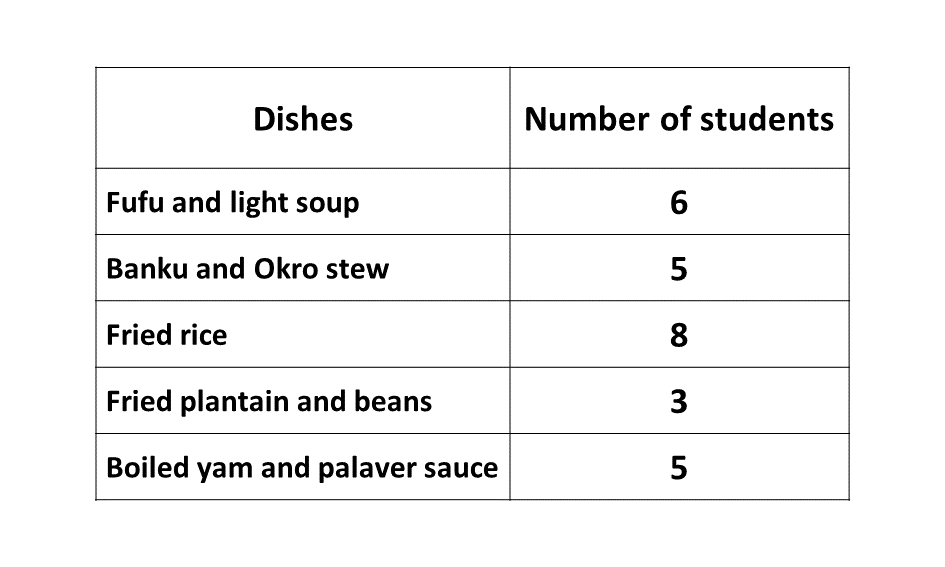 Dishes Number of students
Fufu and light soup 6
Banku and Okro stew 5
Fried rice 8
Fried plantain and beans 3
Boiled yam and palaver sauce 5